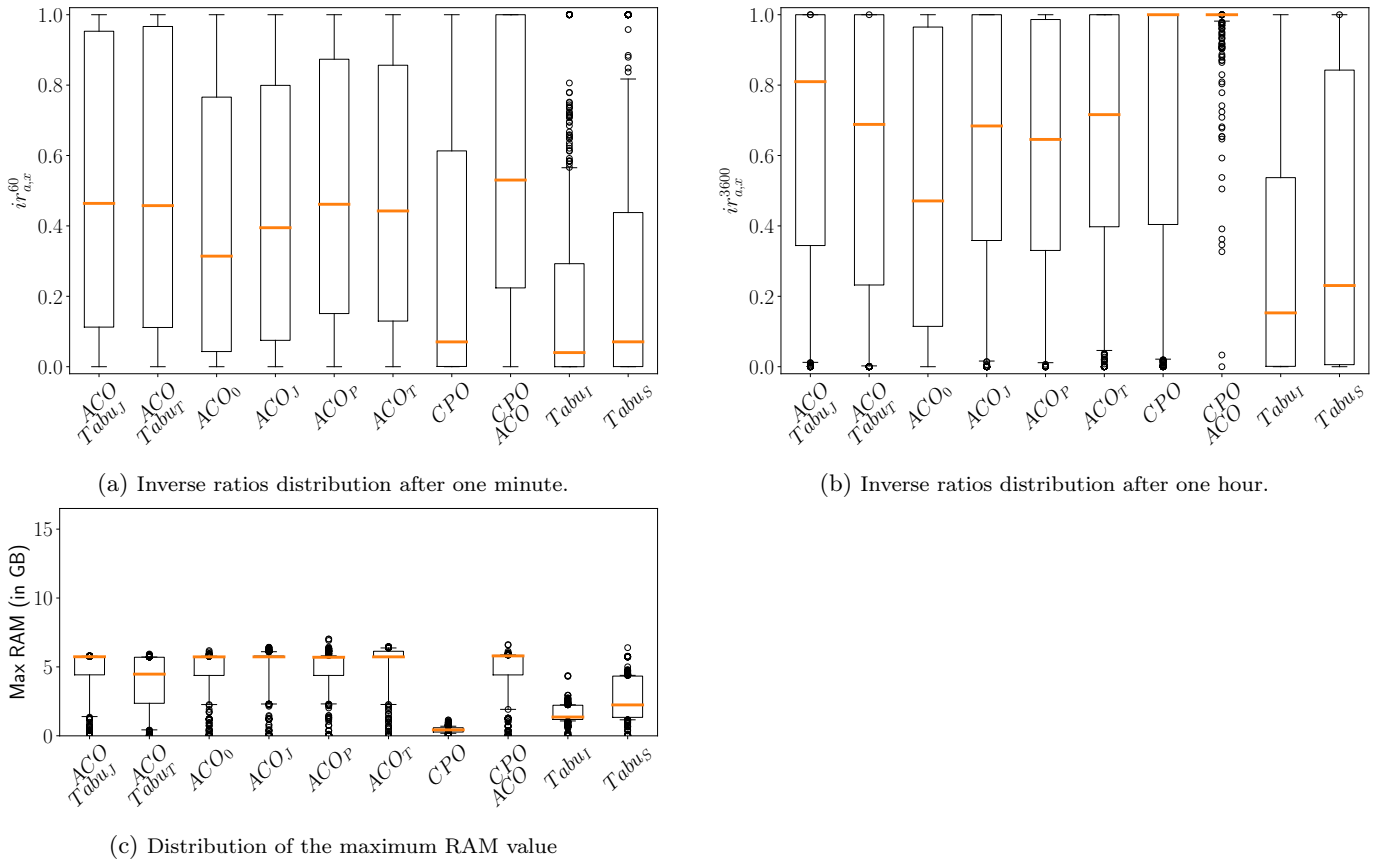 1.0
0.8
0.6
0.4
0.2
0.0
ir^{60}_{a,x}
ACO Tabu_J
ACO Tabu_T
ACO_0
ACO_J
ACO_P
ACO_T
CPO
CPO ACO
Tabu_I
Tabu_S
(a) Inverse ratios distribution after one minute.
1.0
0.8
0.6
0.4
0.2
0.0
ir^{3600}_{a,x}
ACO Tabu_J
ACO Tabu_T
ACO_0
ACO_J
ACO_P
ACO_T
CPO
CPO ACO
Tabu_I
Tabu_S
(b) Inverse ratios distribution after one hour.
15
10
5
0
Max RAM (in GB)
ACO Tabu_J
ACO Tabu_T
ACO_0
ACO_J
ACO_P
ACO_T
CPO
CPO ACO
Tabu_I
Tabu_S
(c) Distribution of the maximum RAM value